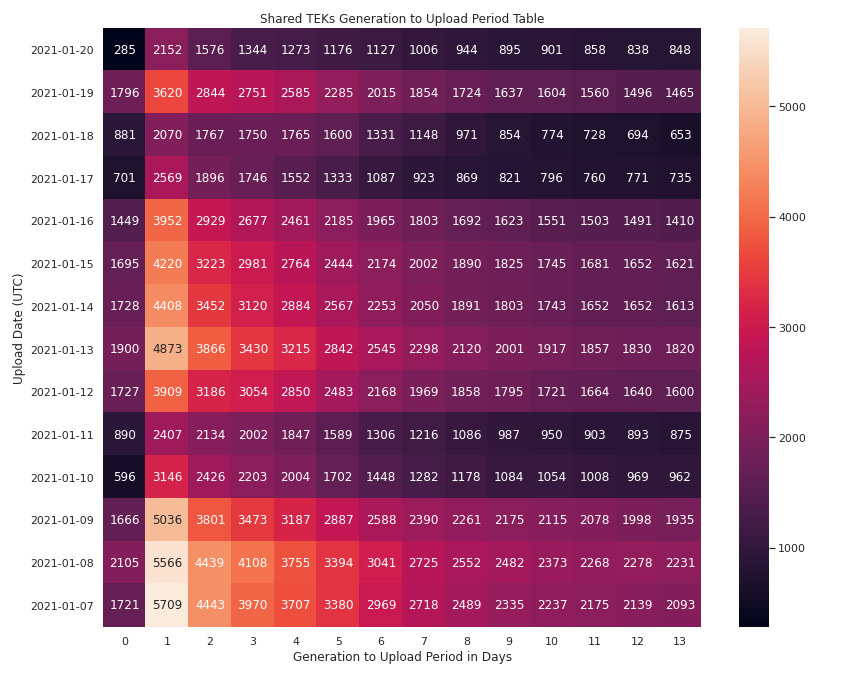 Shared TEKs Generation to Upload Period Table
Upload Date (UTC)
2021-01-20 285 2152 1576 1344 1273 1176 1127 1006 944 895 901 858 838 848
2021-01-19 1796 3620 2844 2751 2585 2285 2015 1854 1724 1637 1604 1560 1496 1465
2021-01-18 881 2070 1767 1750 1765 1600 1331 1148 971 854 774 728 694 653
2021-01-17 701 2569 1896 1746 1552 1333 1087 923 869 821 796 760 771 735
2021-01-16 1449 3952 2929 2677 2461 2185 1965 1803 1692 1623 1551 1503 1491 1410
2021-01-15 1695 4220 3223 2981 2764 2444 2174 2002 1890 1825 1745 1681 1652 1621
2021-01-14 1728 4408 3452 3120 2884 2567 2253 2050 1891 1803 1743 1652 1652 1613
2021-01-13 1900 4873 3866 3430 3215 2842 2545 2298 2120 2001 1917 1857 1830 1820
2021-01-12 1727 3909 3186 3054 2850 2483 2168 1969 1858 1795 1721 1664 1640 1600
2021-01-11 890 2407 2134 2002 1847 1589 1306 1216 1086 987 950 903 893 875
2021-01-10 596 3146 2426 2203 2004 1702 1448 1282 1178 1084 1054 1008 969 962
2021-01-09 1666 5036 3801 3473 3187 2887 2588 2390 2261 2175 2115 2078 1998 1935
2021-01-08 2105 5566 4439 4108 3755 3394 3041 2725 2552 2482 2373 2268 2278 2231
2021-01-07 1721 5709 4443 3970 3707 3380 2969 2718 2489 2335 2237 2175 2139 2093
0 1 2 3 4 5 6 7 8 9 10 11 12 13
Generation to Upload Period in Days
5000
4000
3000
2000
1000